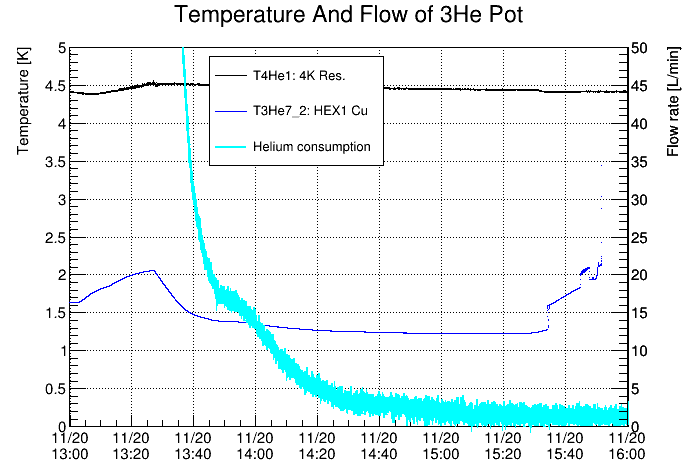 Temperature And Flow of 3He Pot
Temperature [K]
5
4.5
4
3.5
3
2.5
2
1.5
1
0.5
0
T4He1: 4K Res.
T3He7_2: HEX1 Cu
Helium consumption
50
45
40
35
30
25
20
15
10
5
0
Flow rate [L/min]
11/20 11/20 11/20 11/20 11/20 11/20 11/20 11/20 11/20 11/20
13:00 13:20 13:40 14:00 14:20 14:40 15:00 15:20 15:40 16:00